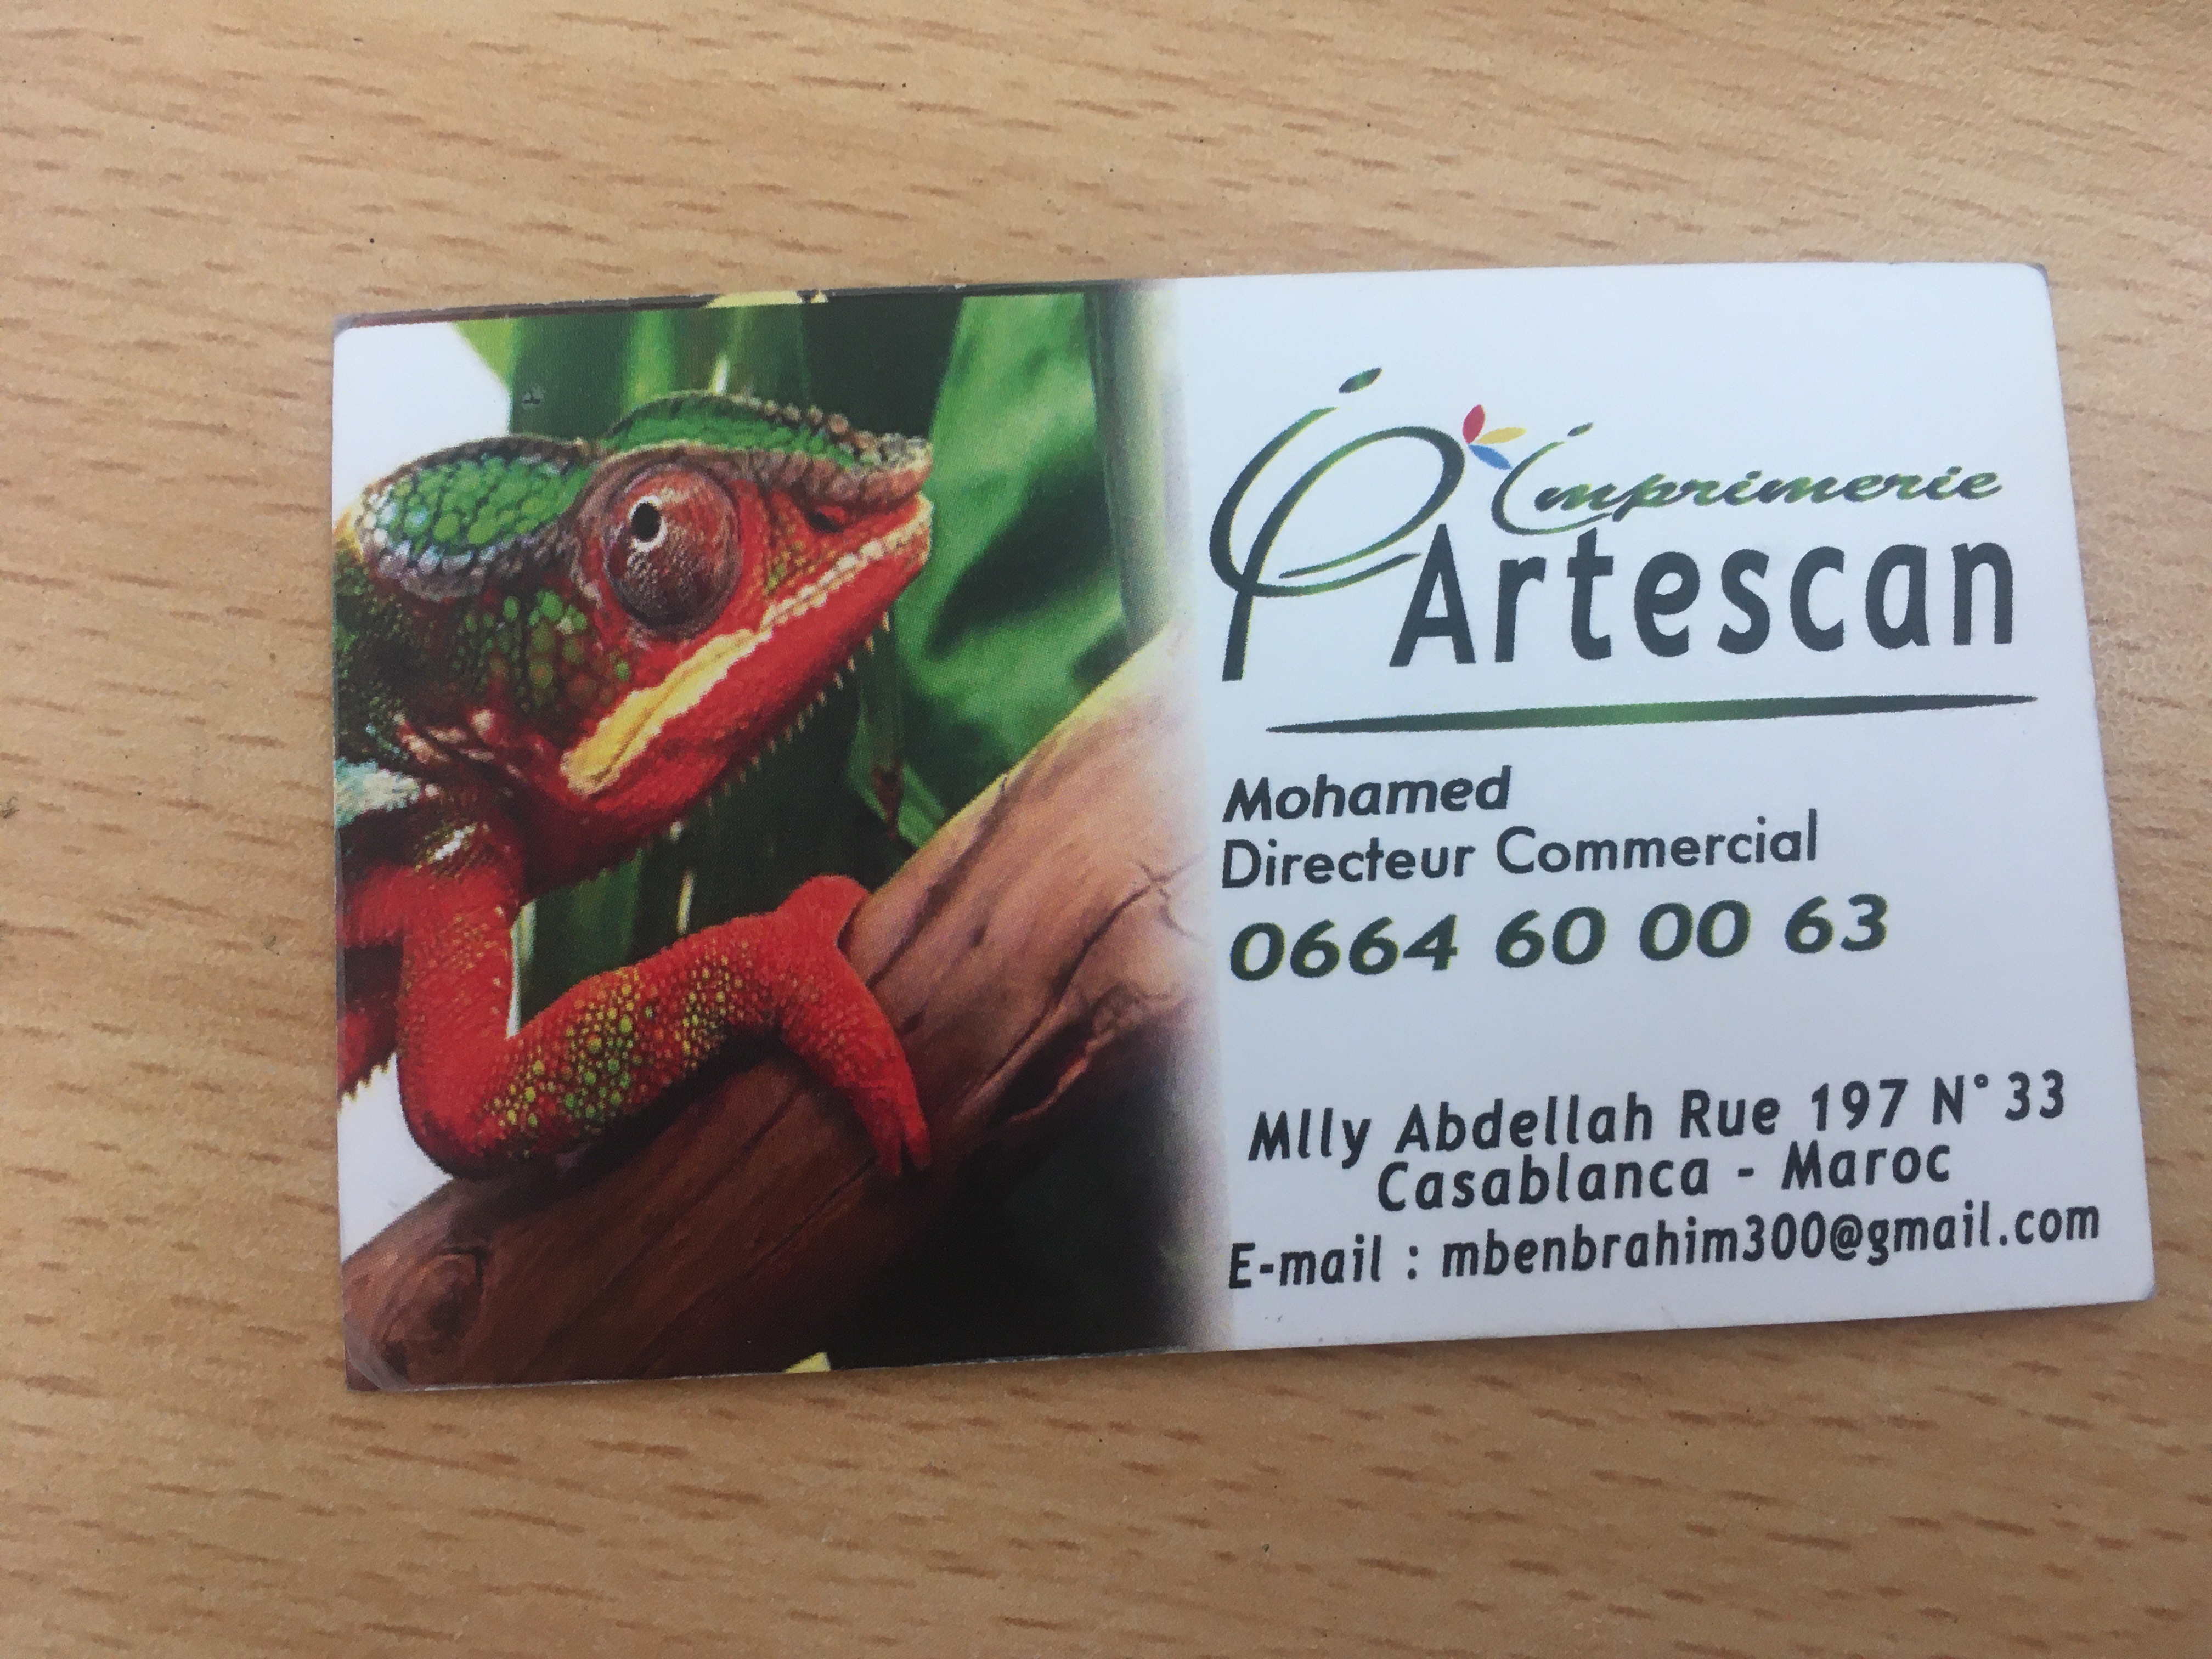 imprimerie
Artescan
Mohamed
Directeur Commercial
0664 60 00 63
Mlly Abdellah Rue 197 N° 33
Casablanca - Maroc
E-mail : mbenbrahim300@gmail.com